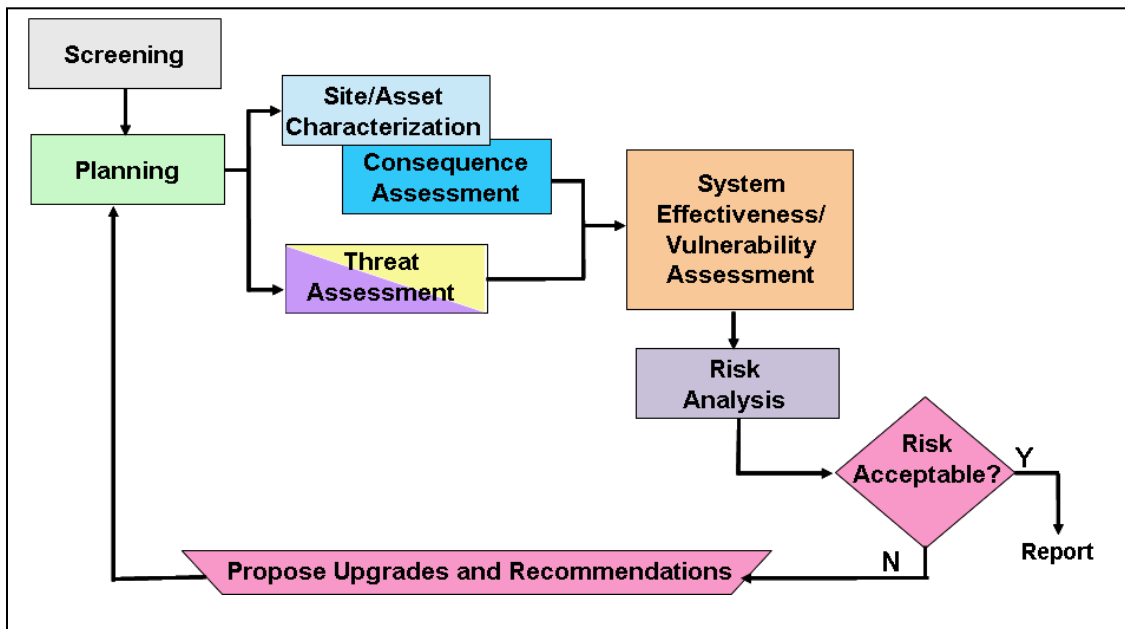 Screening
Planning
Site/Asset
Characterization
Consequence
Assessment
Threat
Assessment
System
Effectiveness/
Vulnerability
Assessment
Risk
Analysis
Risk
Acceptable?
Y
Report
N
Propose Upgrades and Recommendations